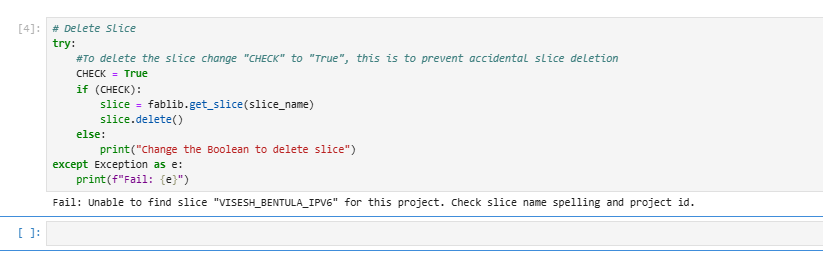 [4]: # Delete Slice
try:
#To delete the slice change "CHECK" to "True", this is to prevent accidental slice deletion
CHECK = True
if (CHECK):
slice = fablib.get_slice(slice_name)
slice.delete()
else:
print("Change the Boolean to delete slice")
except Exception as e:
print(f"Fail: {e}")
Fail: Unable to find slice "VISESH_BENTULA_IPV6" for this project. Check slice name spelling and project id.
[ ]: